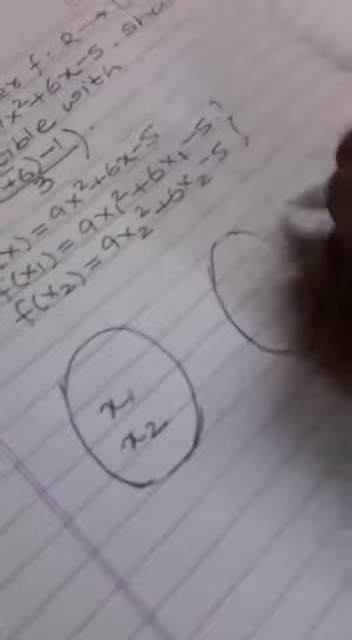 f: R→
x²+6x-5. sh
ible with
+6)-1
3
x) = 9x²+6x-5
f(x₁) = 9x₁²+6x₁-5
f(x₂) = 9x₂²+6x₂-5
x₁
x₂